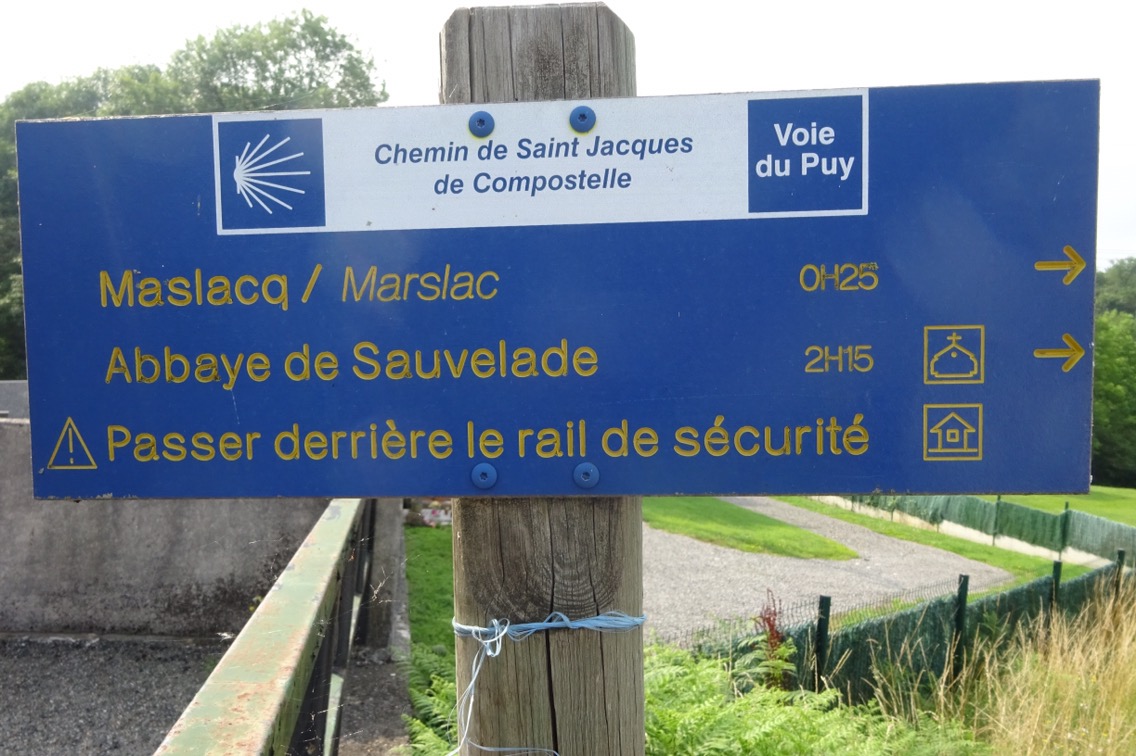 Chemin de Saint Jacques
de Compostelle
Voie
du Puy
Maslacq / Marslac 0H25
Abbaye de Sauvelade 2H15
Passer derrière le rail de sécurité